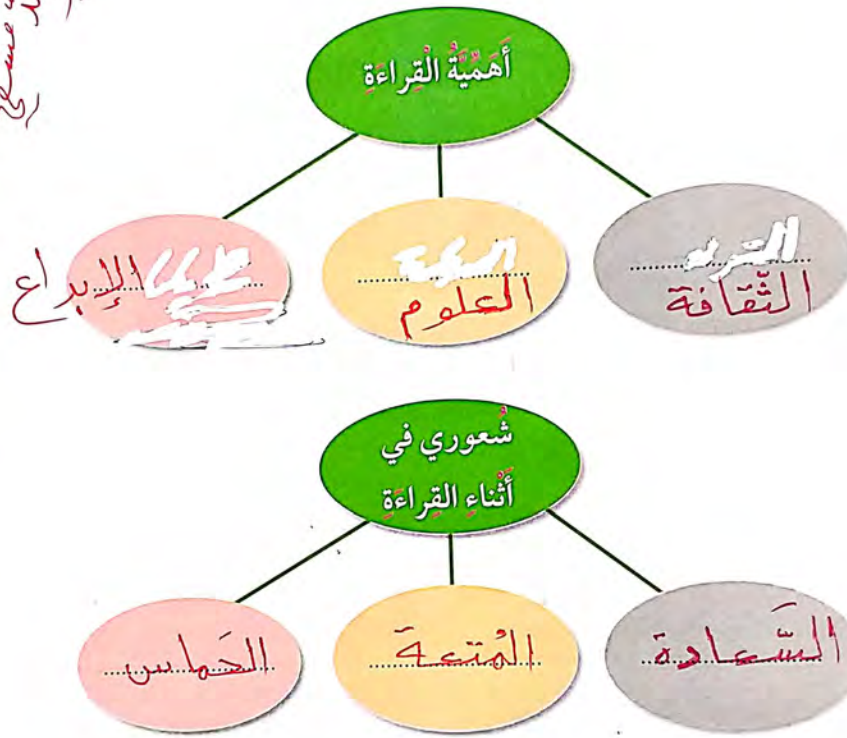 أَهَمِّيَّةُ الْقِراءَةِ
الثّقافة
العلوم
الإبداع
شُعوري في
أَثْناءِ القِراءَةِ
السَّعادة
المْتعة
الحَماس